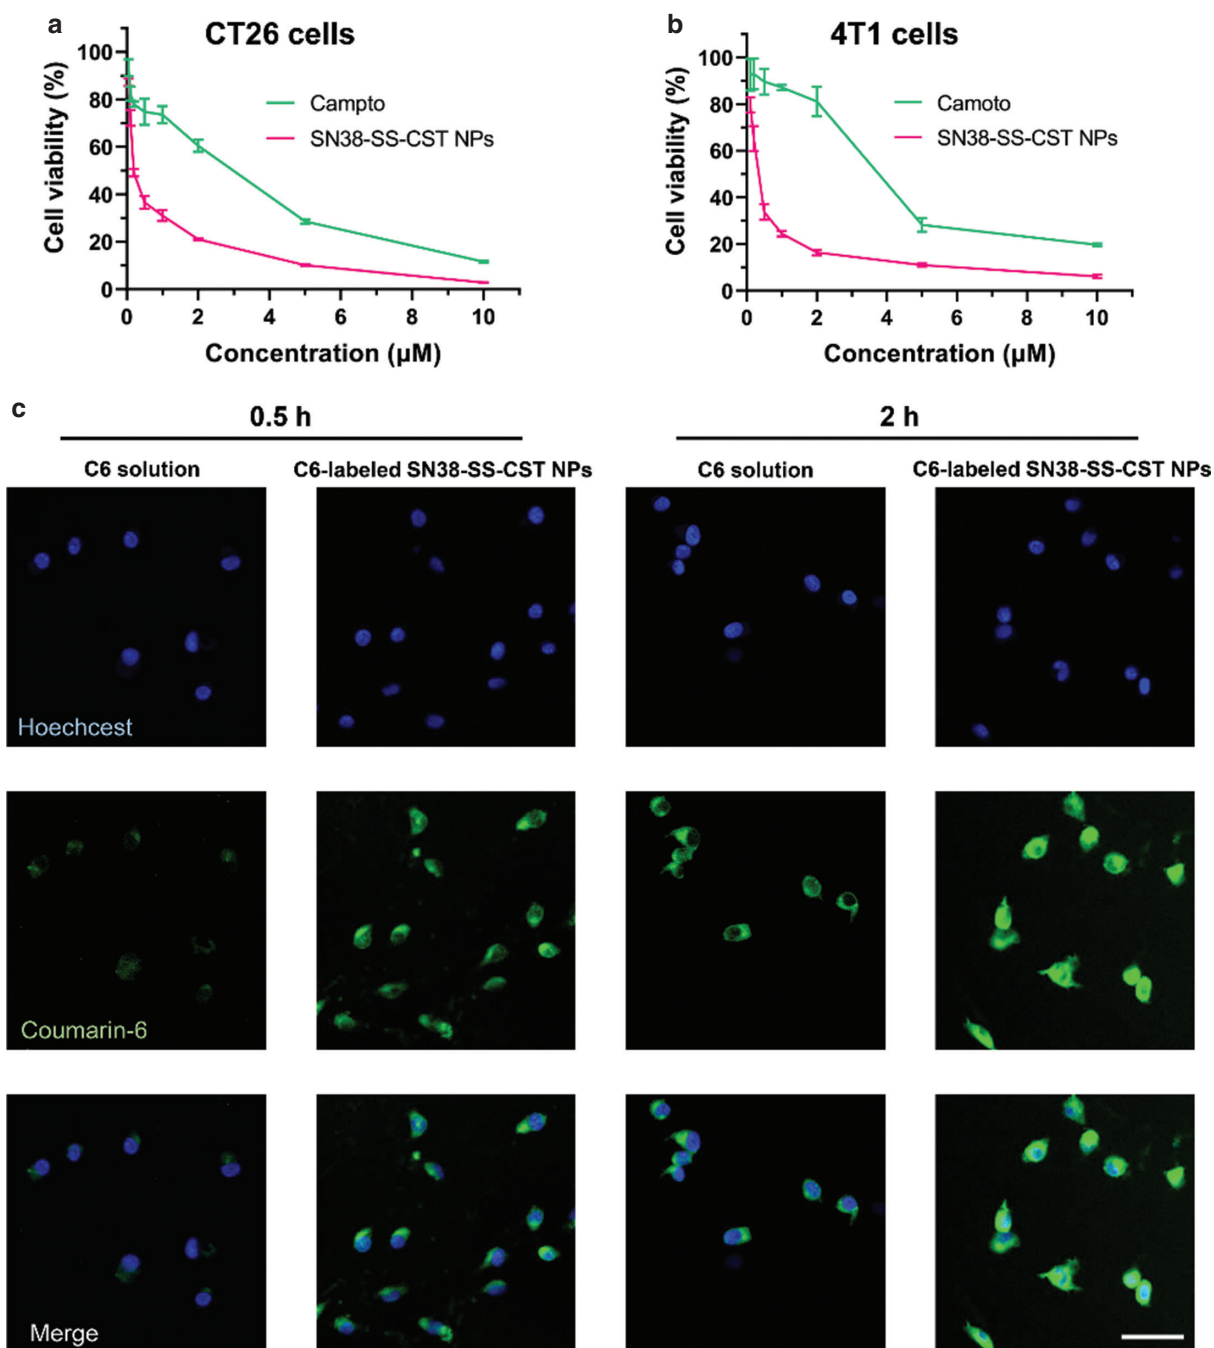 a
CT26 cells
Cell viability (%)
100
80
60
40
20
0
0 2 4 6 8 10
Concentration (μM)
Campto
SN38-SS-CST NPs
b
4T1 cells
Cell viability (%)
100
80
60
40
20
0
0 2 4 6 8 10
Concentration (μM)
Camoto
SN38-SS-CST NPs
c
0.5 h
2 h
C6 solution
C6-labeled SN38-SS-CST NPs
C6 solution
C6-labeled SN38-SS-CST NPs
Hoechcest
Coumarin-6
Merge